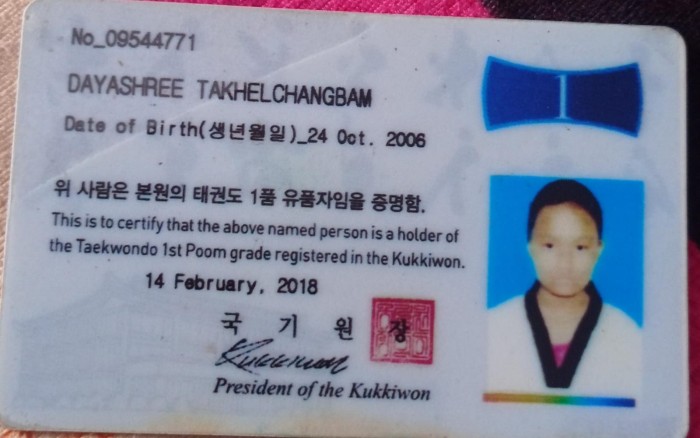 No_09544771
1
DAYASHREE TAKHELCHANGBAM
Date of Birth(생년월일)_24 Oct. 2006
위 사람은 본원의 태권도 1품 유품자임을 증명함.
This is to certify that the above named person is a holder of
the Taekwondo 1st Poom grade registered in the Kukkiwon.
14 February, 2018
국 기 원 장
Kukkiwon
President of the Kukkiwon